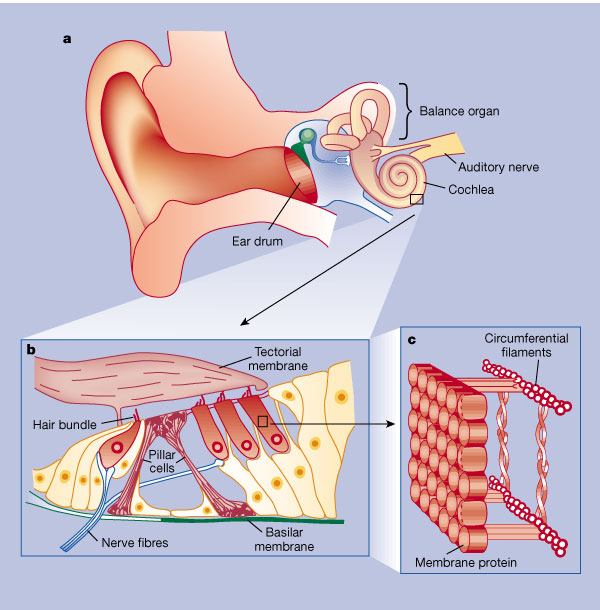 a
Balance organ
Auditory nerve
Cochlea
Ear drum
b
Tectorial
membrane
Hair bundle
Pillar
cells
Nerve fibres
Basilar
membrane
c
Circumferential
filaments
Membrane protein